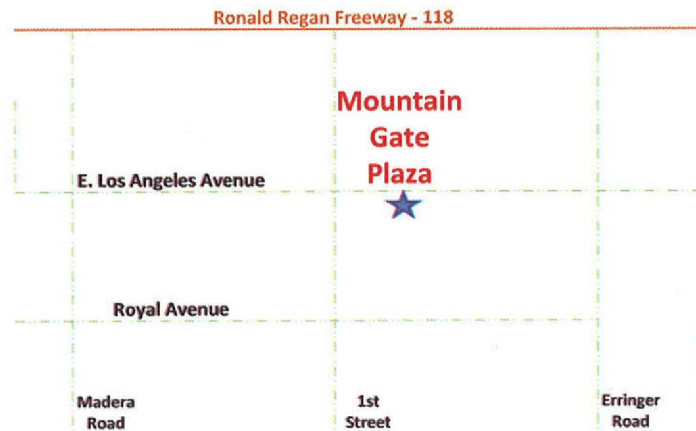 Ronald Regan Freeway - 118
Mountain
Gate
Plaza
E. Los Angeles Avenue
Royal Avenue
Madera
Road
1st
Street
Erringer
Road